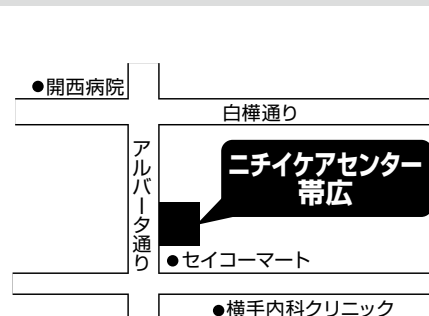 ●開西病院
白樺通り
アルバータ通り
ニチイケアセンター
帯広
●セイコーマート
●横手内科クリニック